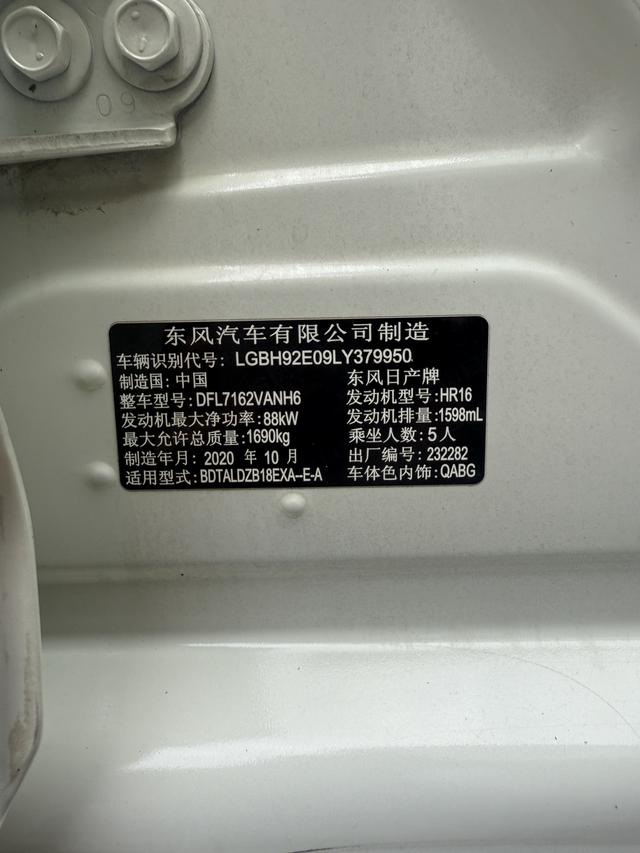 09
东风汽车有限公司制造
车辆识别代号: LGBH92E09LY379950
制造国: 中国 东风日产牌
整车型号: DFL7162VANH6 发动机型号: HR16
发动机最大净功率: 88kW 发动机排量: 1598mL
最大允许总质量: 1690kg 乘坐人数: 5人
制造年月: 2020 年 10 月 出厂编号: 232282
适用型式: BDTALDZB18EXA--E-A 车体色内饰: QABG